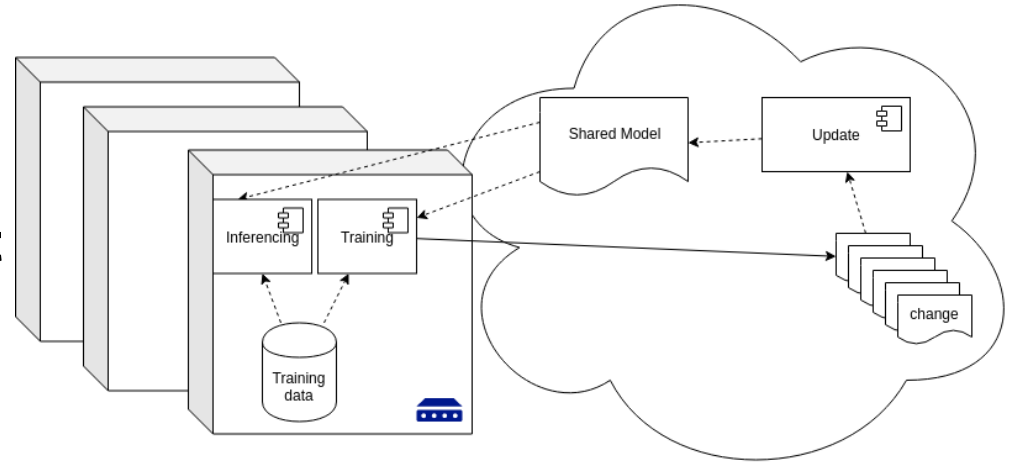 Shared Model
Update
Inferencing
Training
change
Training
data